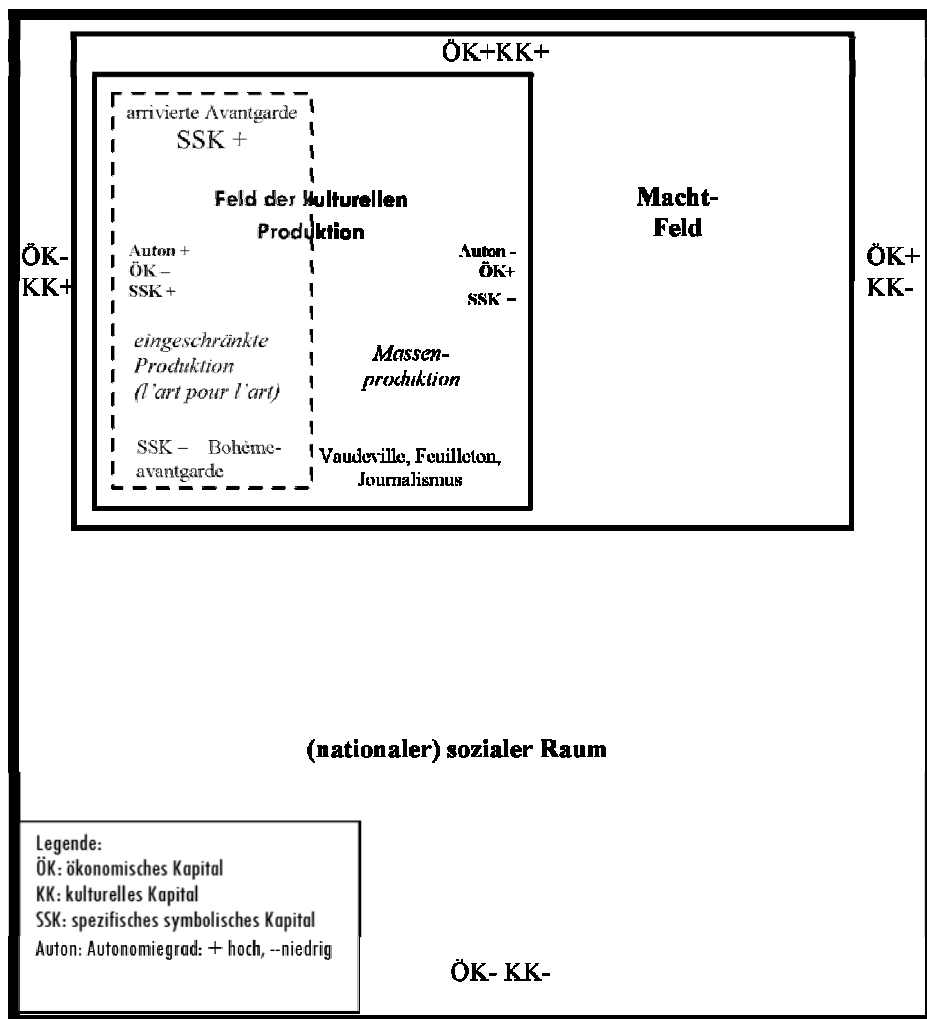 ÖK+KK+
arrivierte Avantgarde
SSK +
Feld der kulturellen
Produktion
Macht-
Feld
ÖK-
KK+
Auton +
ÖK –
SSK +
Auton -
ÖK+
SSK –
ÖK+
KK-
eingeschränkte
Produktion
(l'art pour l'art)
Massen-
produktion
SSK – Bohème-
avantgarde
Vaudeville, Feuilleton,
Journalismus
(nationaler) sozialer Raum
Legende:
ÖK: ökonomisches Kapital
KK: kulturelles Kapital
SSK: spezifisches symbolisches Kapital
Auton: Autonomiegrad: + hoch, --niedrig
ÖK- KK-